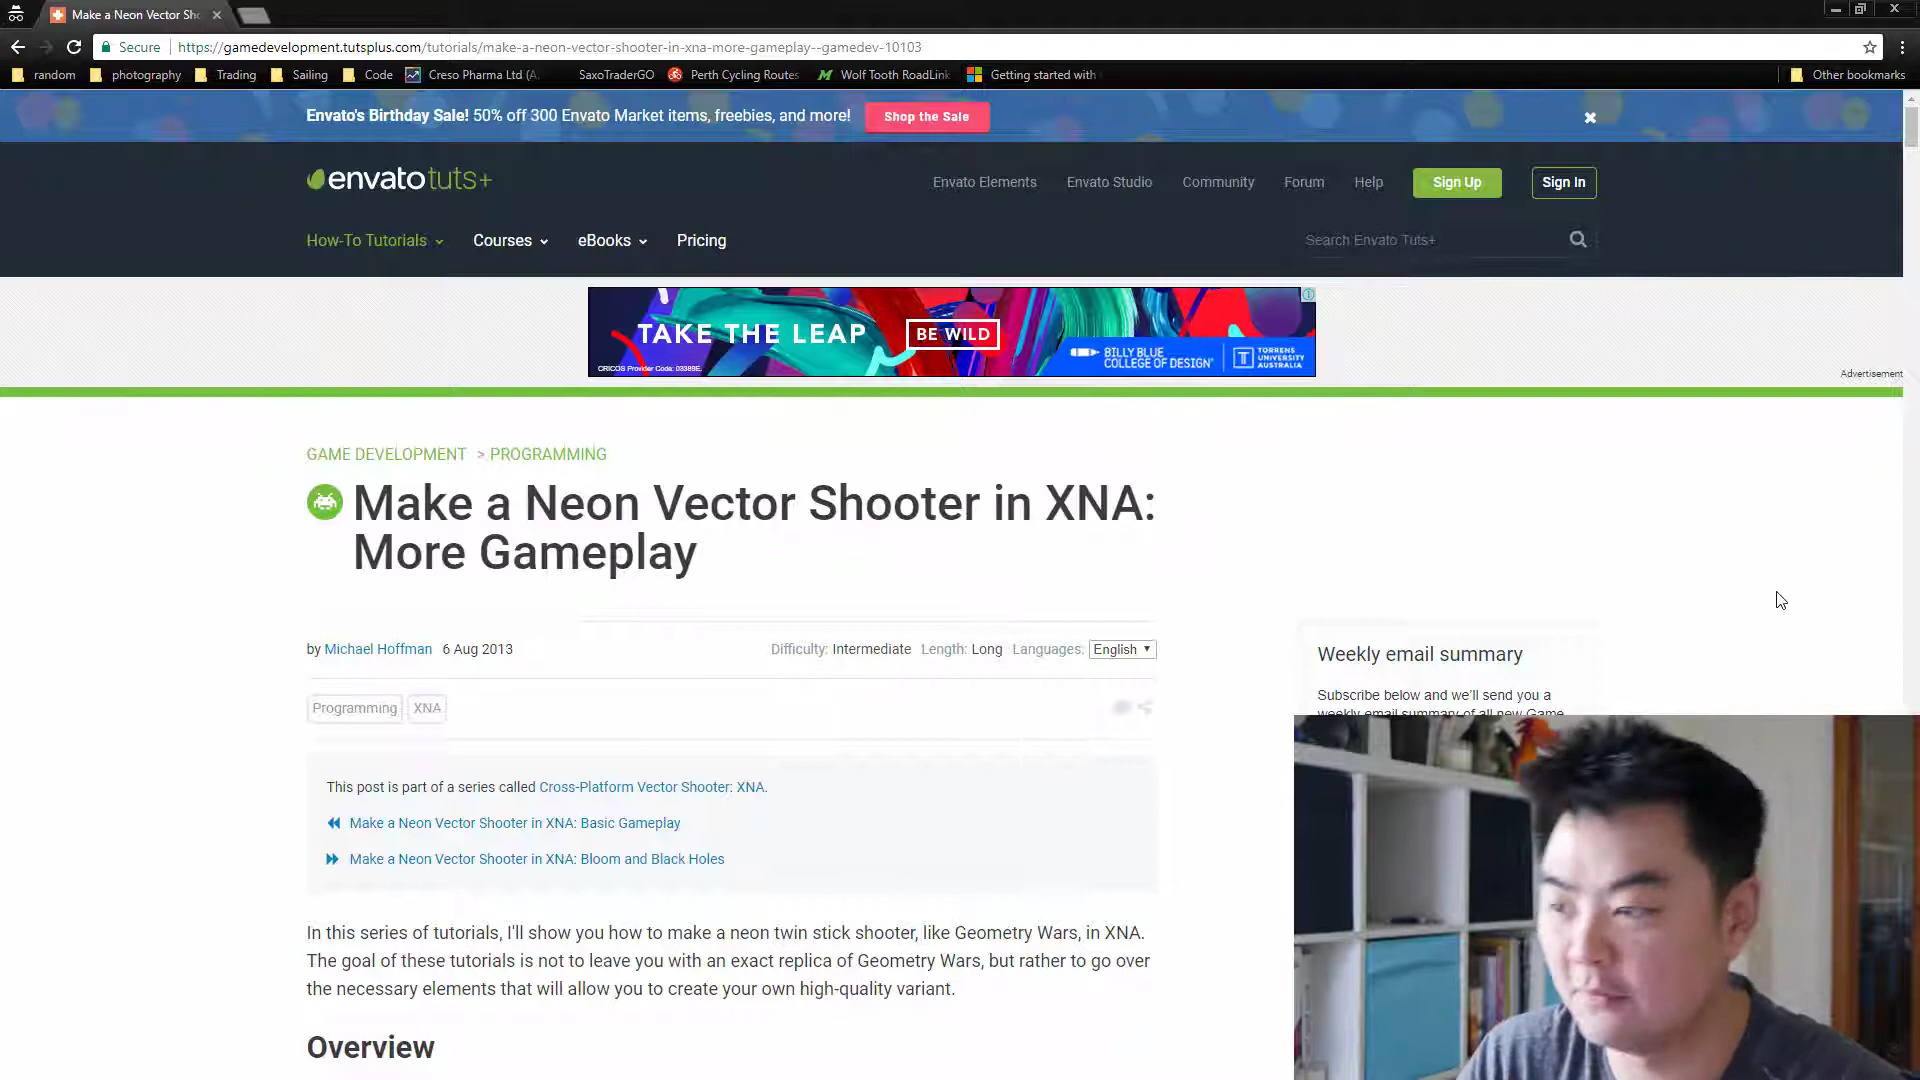 Make a Neon Vector Sh
Secure
https://gamedevelopment.tutsplus.com/tutorials/make-a-neon-vector-shooter-in-xna-more-gameplay--gamedev-10103
random photography Trading Sailing Code Creso Pharma Ltd (A. SaxoTraderGO Perth Cycling Routes Wolf Tooth RoadLink Getting started with Other bookmarks
Envato's Birthday Sale! 50% off 300 Envato Market items, freebies, and more! Shop the Sale
envato tuts+
Envato Elements Envato Studio Community Forum Help Sign Up Sign In
How-To Tutorials Courses eBooks Pricing Search Envato Tuts+
TAKE THE LEAP BE WILD
BILLY BLUE
COLLEGE OF DESIGN
TORRENS
UNIVERSITY
AUSTRALIA
CRICOS Provider Code: 03389E.
Advertisement
GAME DEVELOPMENT > PROGRAMMING
Make a Neon Vector Shooter in XNA:
More Gameplay
by Michael Hoffman 6 Aug 2013 Difficulty: Intermediate Length: Long Languages: English
Programming XNA
Weekly email summary
Subscribe below and we'll send you a
weekly email summary of all new Game
This post is part of a series called Cross-Platform Vector Shooter: XNA.
Make a Neon Vector Shooter in XNA: Basic Gameplay
Make a Neon Vector Shooter in XNA: Bloom and Black Holes
In this series of tutorials, I'll show you how to make a neon twin stick shooter, like Geometry Wars, in XNA.
The goal of these tutorials is not to leave you with an exact replica of Geometry Wars, but rather to go over
the necessary elements that will allow you to create your own high-quality variant.
Overview